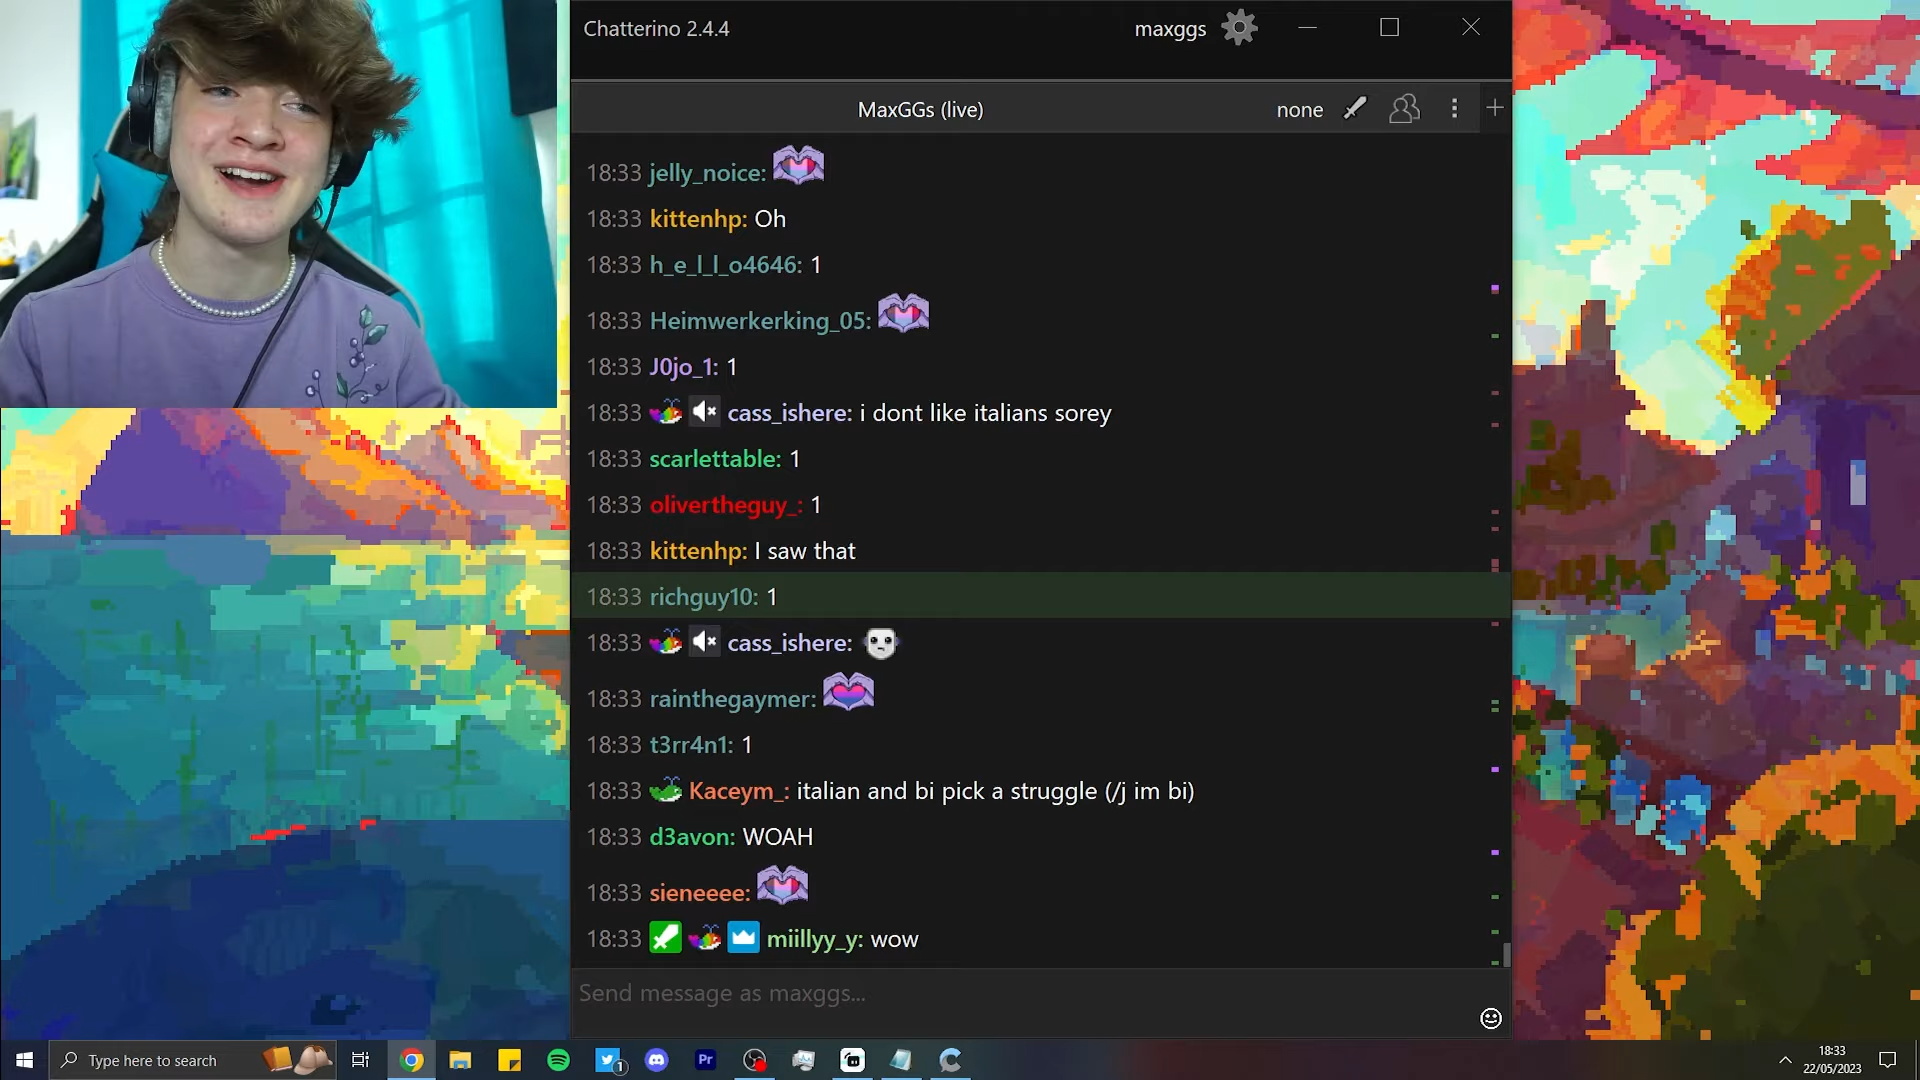 Chatterino 2.4.4
maxggs
MaxGGs (live)
none
18:33 jelly_noice:
18:33 kittenhp: Oh
18:33 h_e_l_l_o4646: 1
18:33 Heimwerkerking_05:
18:33 J0jo_1: 1
18:33 cass_ishere: i dont like italians sorey
18:33 scarlettable: 1
18:33 olivertheguy_: 1
18:33 kittenhp: I saw that
18:33 richguy10: 1
18:33 cass_ishere:
18:33 rainthegaymer:
18:33 t3rr4n1: 1
18:33 Kaceym_: italian and bi pick a struggle (/j im bi)
18:33 d3avon: WOAH
18:33 sieneeee:
18:33 miillyy_y: wow
Send message as maxggs...
Type here to search
1
Pr
18:33
22/05/2023